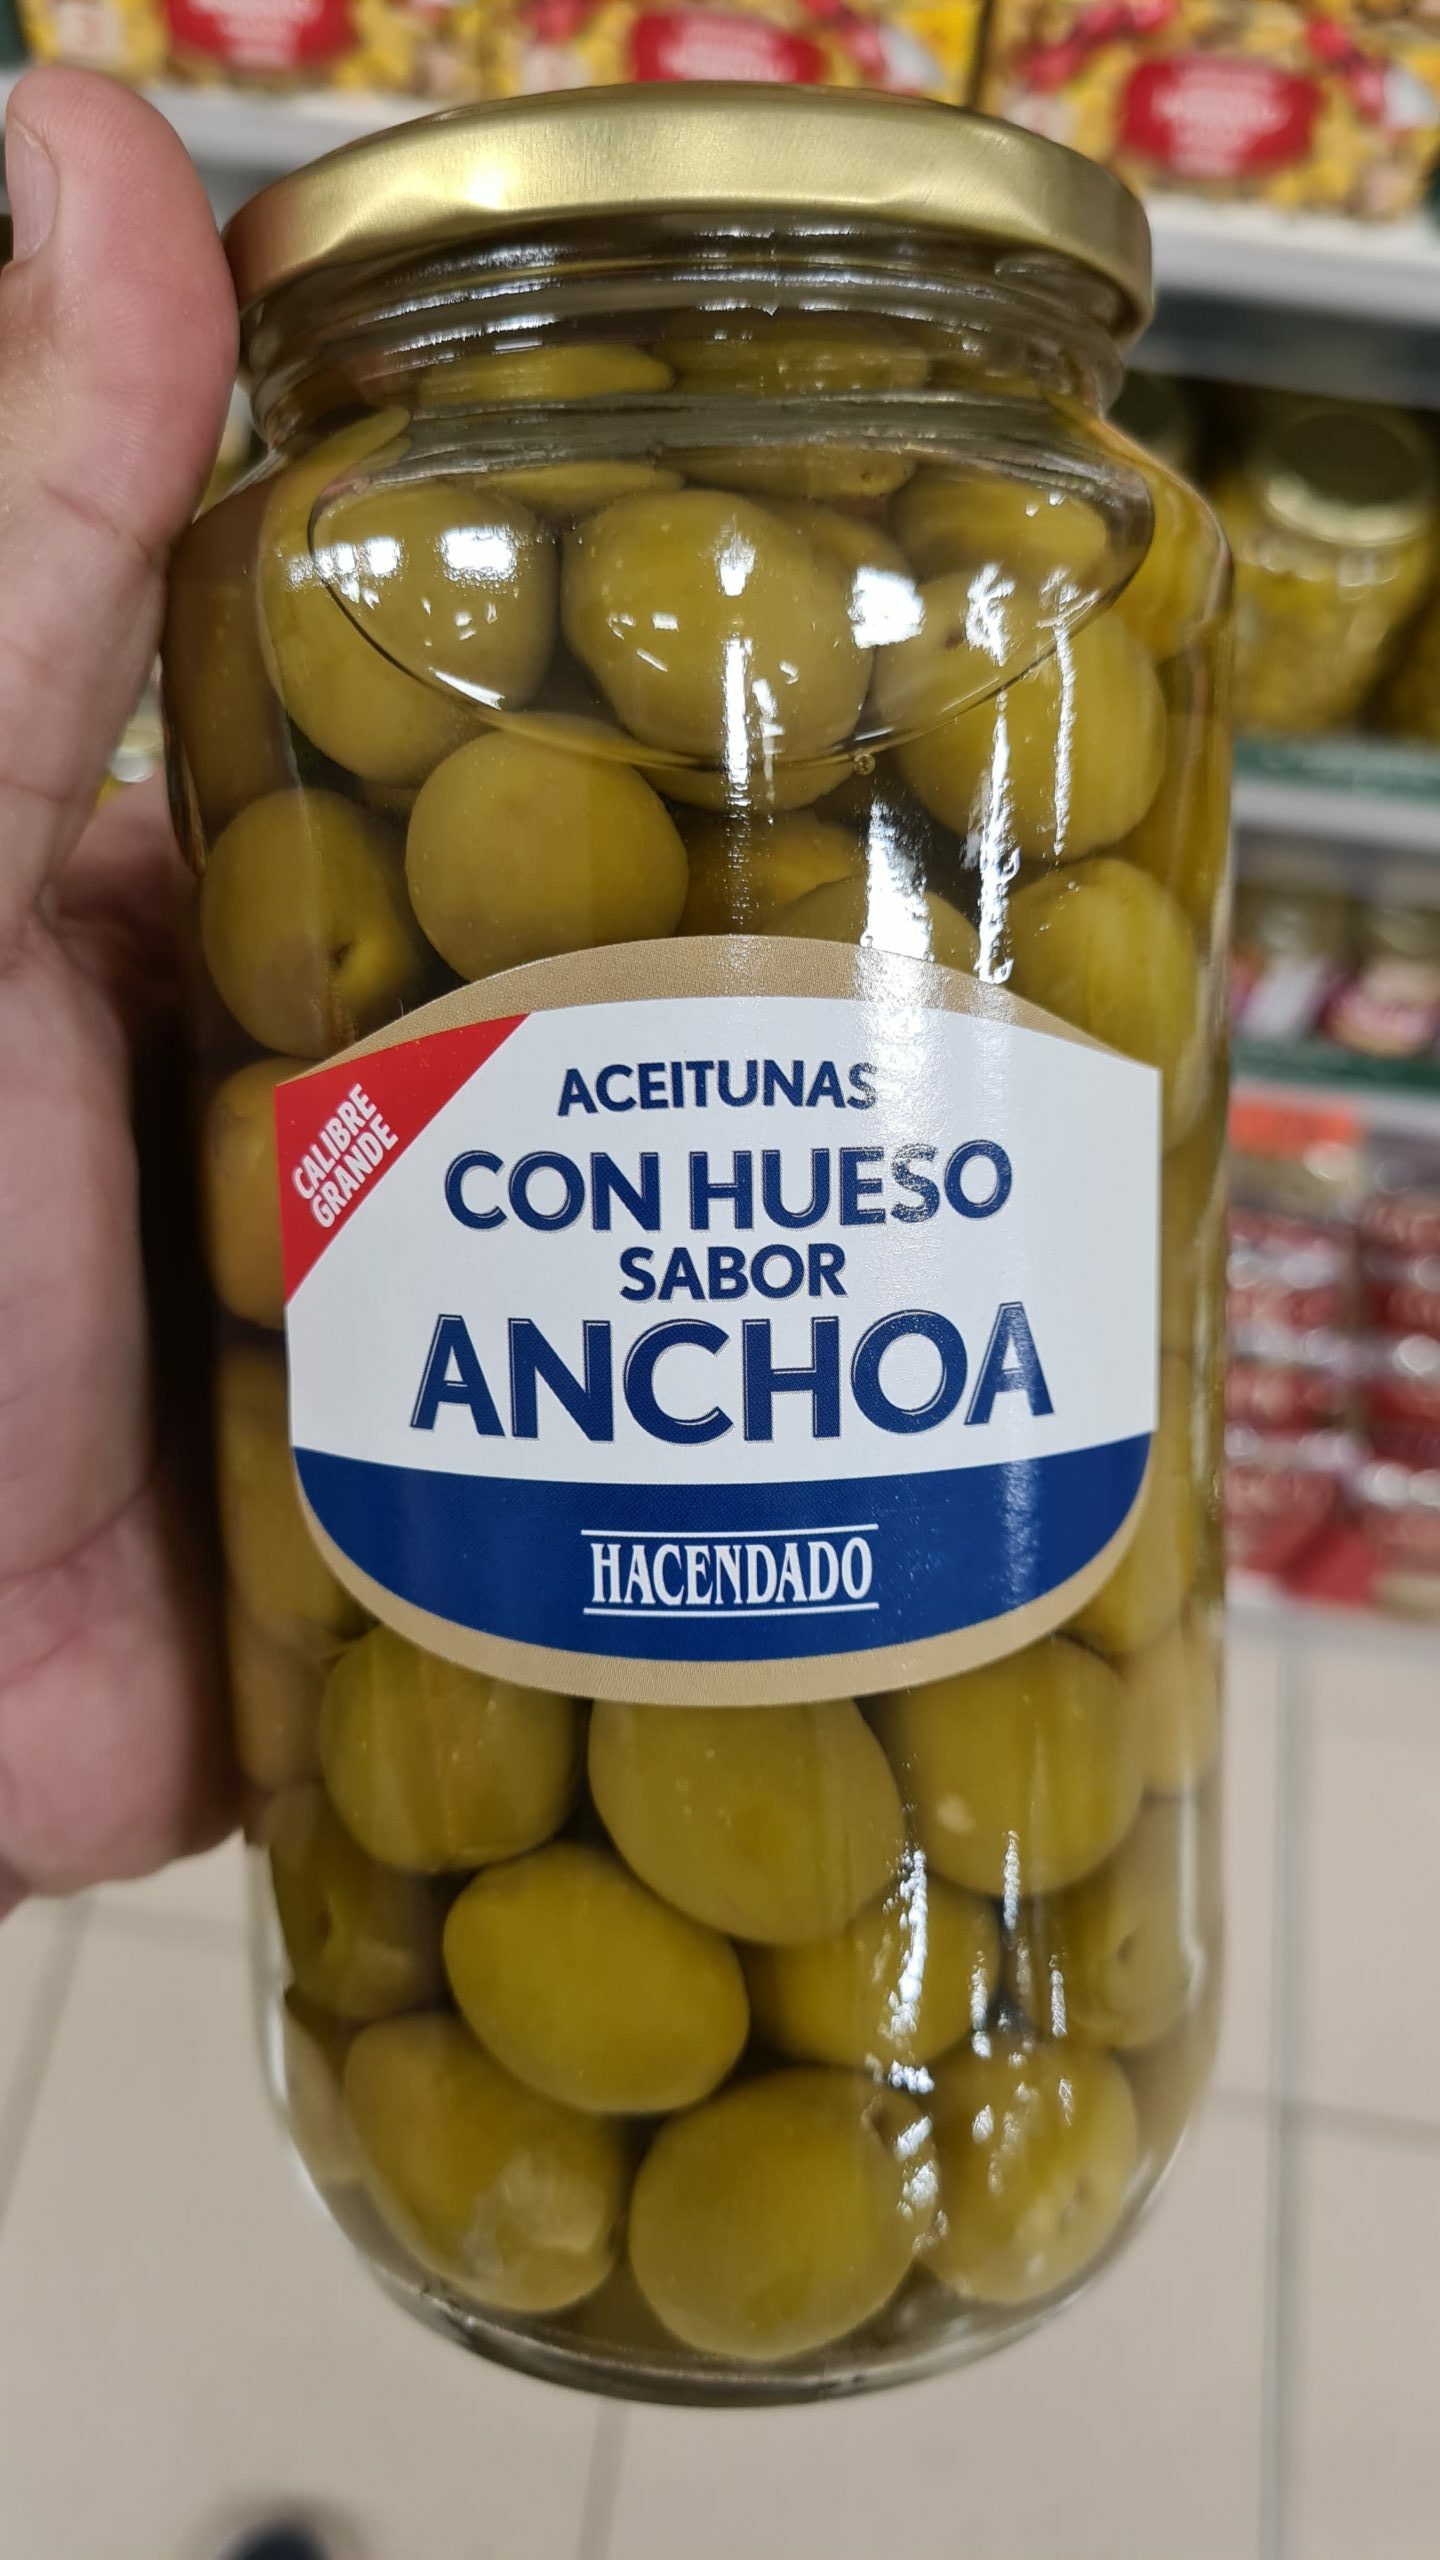 CALIBRE
GRANDE
ACEITUNAS
CON HUESO
SABOR
ANCHOA
HACENDADO